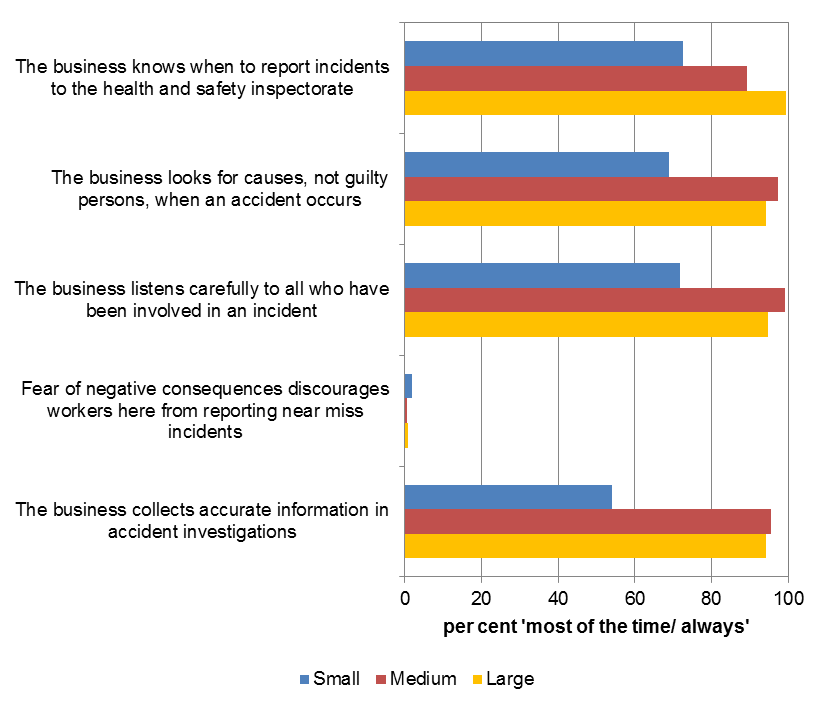 The business knows when to report incidents
to the health and safety inspectorate
The business looks for causes, not guilty
persons, when an accident occurs
The business listens carefully to all who have
been involved in an incident
Fear of negative consequences discourages
workers here from reporting near miss
incidents
The business collects accurate information in
accident investigations
0 20 40 60 80 100
per cent 'most of the time/ always'
Small Medium Large